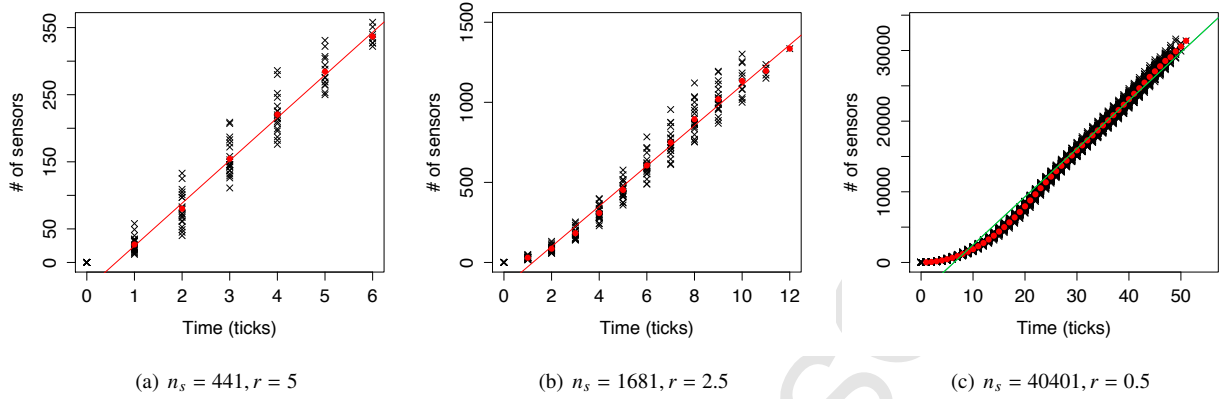 # of sensors
0 50 150 250 350
0 1 2 3 4 5 6
Time (ticks)
(a) n_s = 441, r = 5
# of sensors
0 500 1000 1500
0 2 4 6 8 10 12
Time (ticks)
(b) n_s = 1681, r = 2.5
# of sensors
0 10000 20000 30000
0 10 20 30 40 50
Time (ticks)
(c) n_s = 40401, r = 0.5